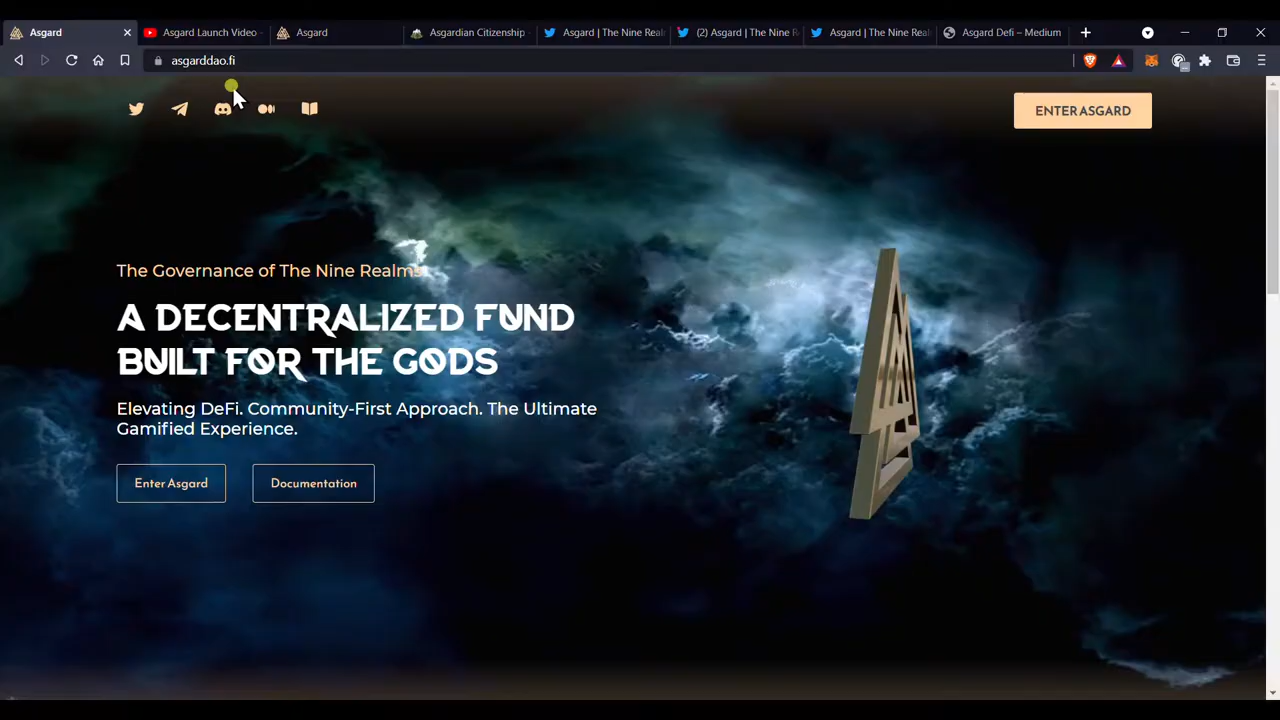 Asgard
Asgard Launch Video -
Asgard
Asgardian Citizenship -
Asgard | The Nine Real
(2) Asgard | The Nine R
Asgard | The Nine Real
Asgard Defi – Medium
asgarddao.fi
ENTER ASGARD
The Governance of The Nine Realms
A DECENTRALIZED FUND
BUILT FOR THE GODS
Elevating DeFi. Community-First Approach. The Ultimate
Gamified Experience.
Enter Asgard
Documentation